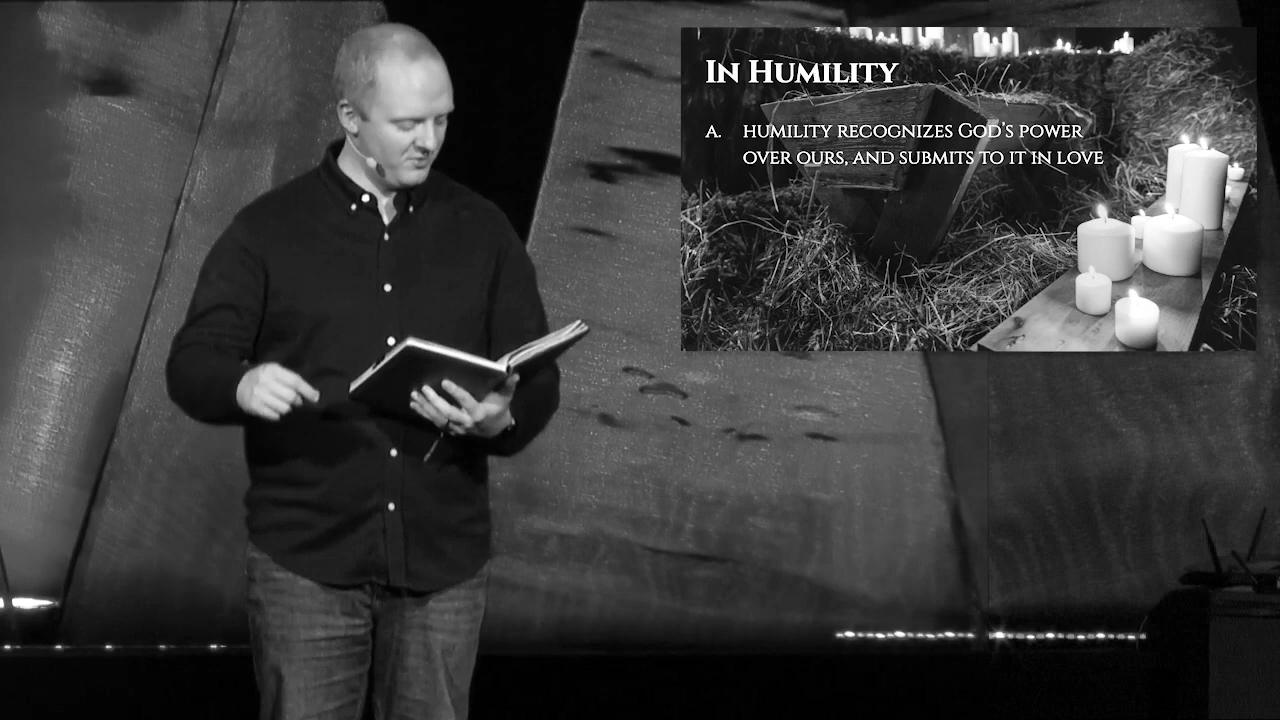 In Humility
A. humility recognizes God's power
over ours, and submits to it in love